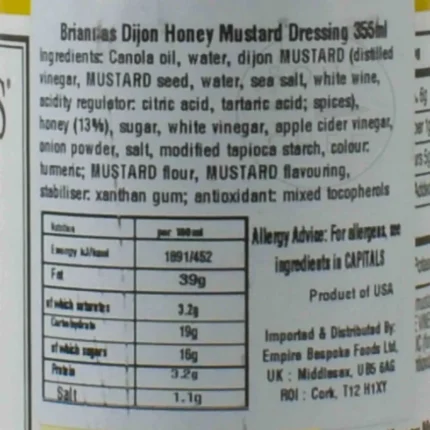 Briannas Dijon Honey Mustard Dressing 355ml
Ingredients: Canola oil, water, dijon MUSTARD (distilled
vinegar, MUSTARD seed, water, sea salt, white wine,
acidity regulator: citric acid, tartaric acid; spices),
honey (13%), sugar, white vinegar, apple cider vinegar,
onion powder, salt, modified tapioca starch, colour:
turmeric; MUSTARD flour, MUSTARD flavouring,
stabiliser: xanthan gum; antioxidant: mixed tocopherols
Nutrition per 100ml
Energy kJ/kcal 1891/452
Fat 39g
of which saturates 3.2g
Carbohydrate 19g
of which sugars 16g
Protein 3.2g
Salt 1.1g
Allergy Advice: For allergens, see
ingredients in CAPITALS
Product of USA
Imported & Distributed By:
Empire Bespoke Foods Ltd,
UK : Middlesex, UB5 6AG
ROI : Cork, T12 H1XY